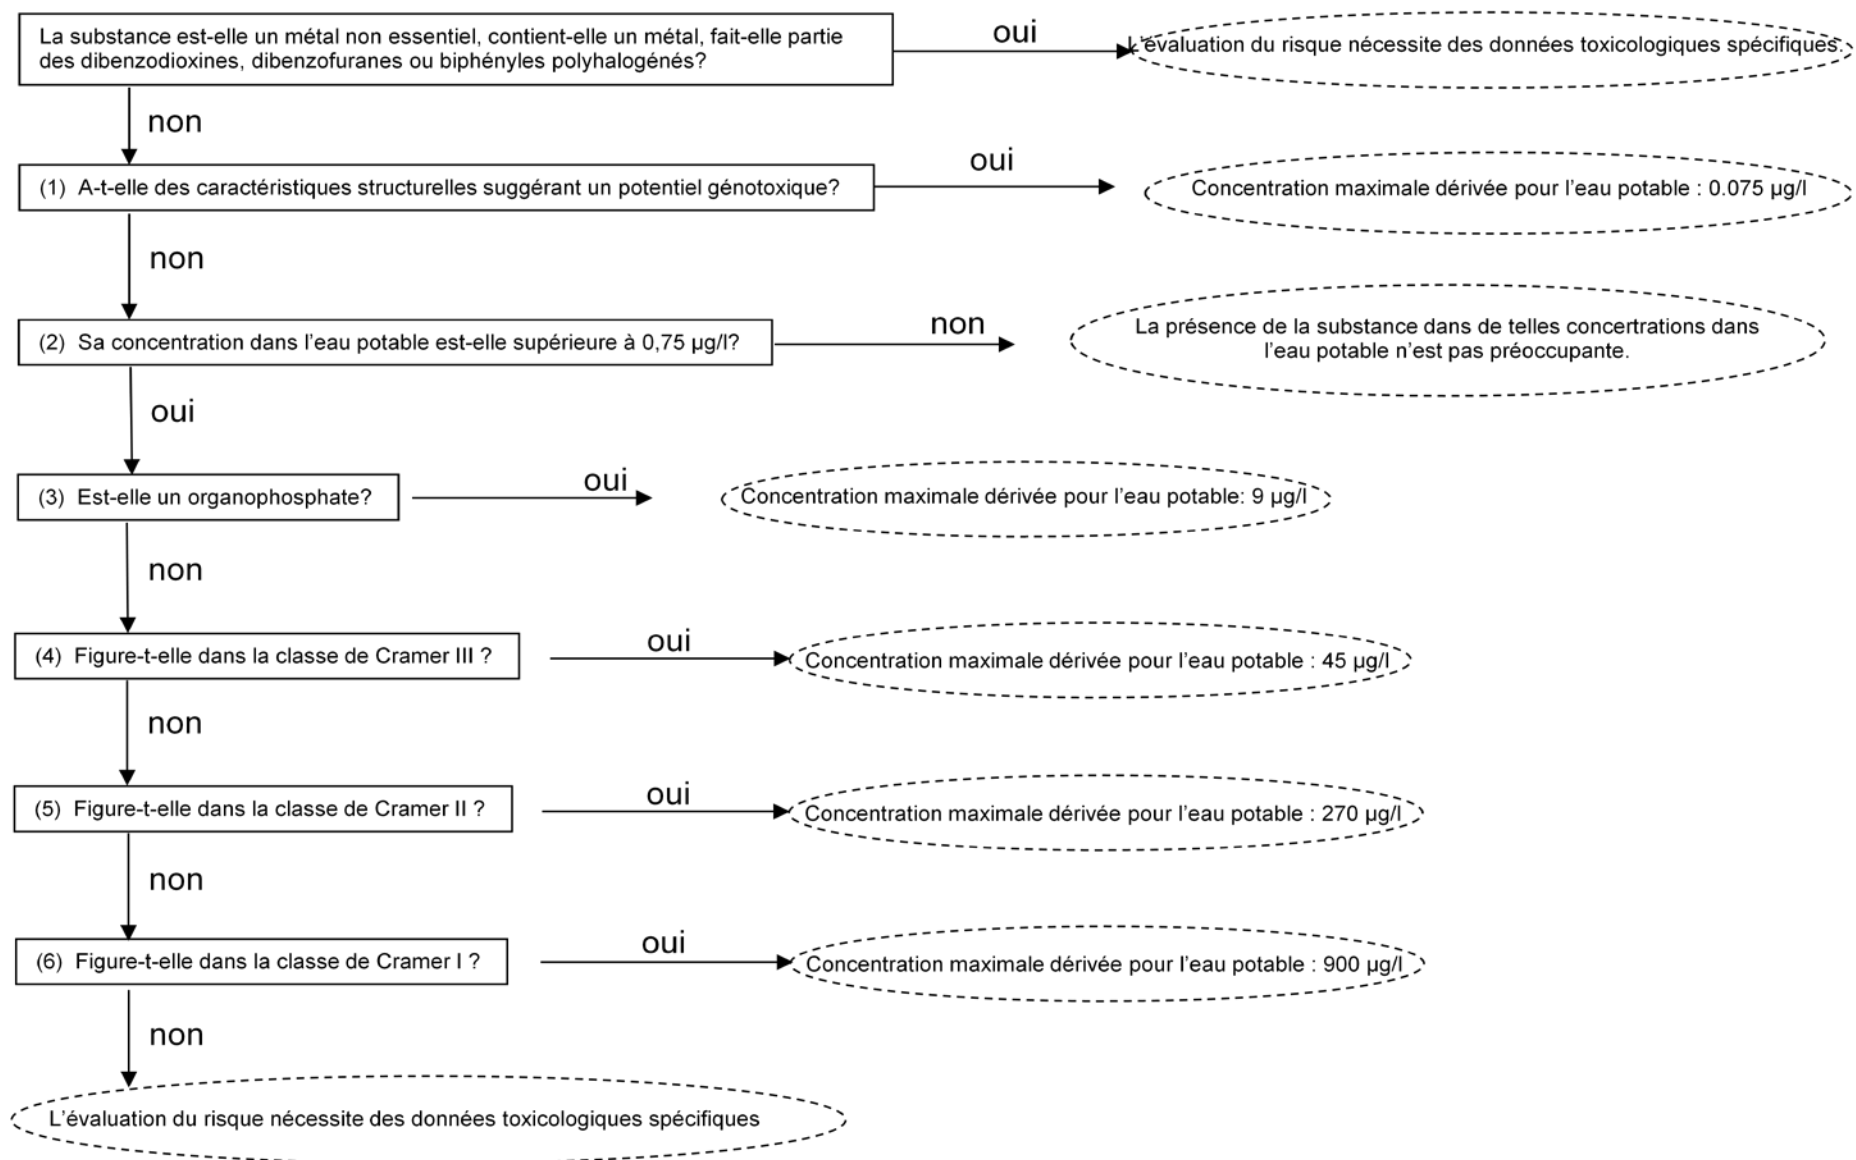 La substance est-elle un métal non essentiel, contient-elle un métal, fait-elle partie
des dibenzodioxines, dibenzofuranes ou biphényles polyhalogénés?
oui
L'évaluation du risque nécessite des données toxicologiques spécifiques.
non
(1) A-t-elle des caractéristiques structurelles suggérant un potentiel génotoxique?
oui
Concentration maximale dérivée pour l'eau potable : 0.075 µg/l
non
(2) Sa concentration dans l'eau potable est-elle supérieure à 0,75 µg/l?
non
La présence de la substance dans de telles concertrations dans
l'eau potable n'est pas préoccupante.
oui
(3) Est-elle un organophosphate?
oui
Concentration maximale dérivée pour l'eau potable: 9 µg/l
non
(4) Figure-t-elle dans la classe de Cramer III ?
oui
Concentration maximale dérivée pour l'eau potable : 45 µg/l
non
(5) Figure-t-elle dans la classe de Cramer II ?
oui
Concentration maximale dérivée pour l'eau potable : 270 µg/l
non
(6) Figure-t-elle dans la classe de Cramer I ?
oui
Concentration maximale dérivée pour l'eau potable : 900 µg/l
non
L'évaluation du risque nécessite des données toxicologiques spécifiques